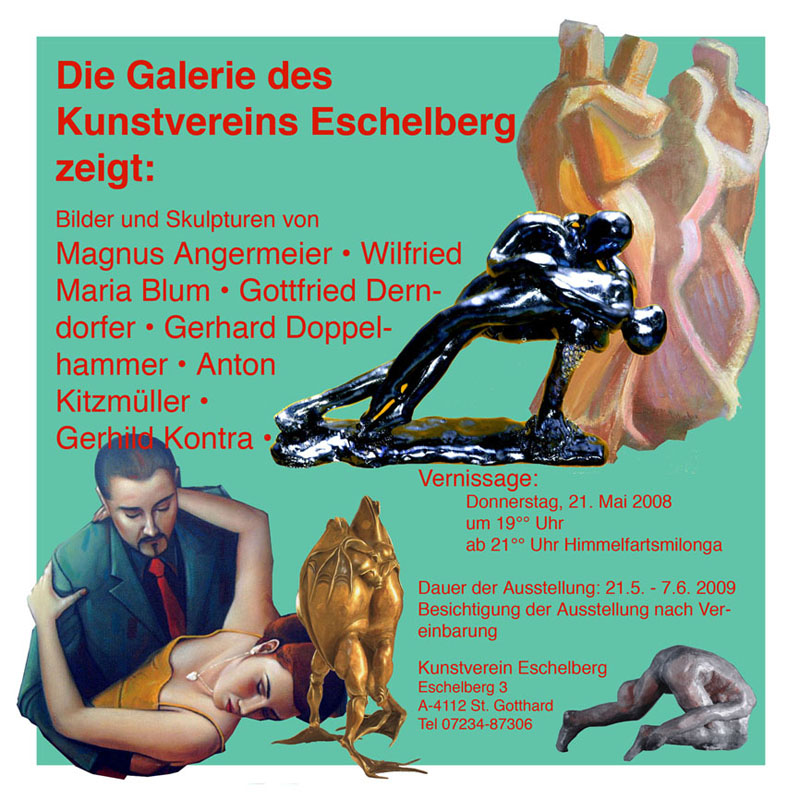 Die Galerie des
Kunstvereins Eschelberg
zeigt:
Bilder und Skulpturen von
Magnus Angermeier • Wilfried
Maria Blum • Gottfried Dern-
dorfer • Gerhard Doppel-
hammer • Anton
Kitzmüller •
Gerhild Kontra •
Vernissage:
Donnerstag, 21. Mai 2008
um 19°° Uhr
ab 21°° Uhr Himmelfartsmilonga
Dauer der Ausstellung: 21.5. - 7.6. 2009
Besichtigung der Ausstellung nach Ver-
einbarung
Kunstverein Eschelberg
Eschelberg 3
A-4112 St. Gotthard
Tel 07234-87306